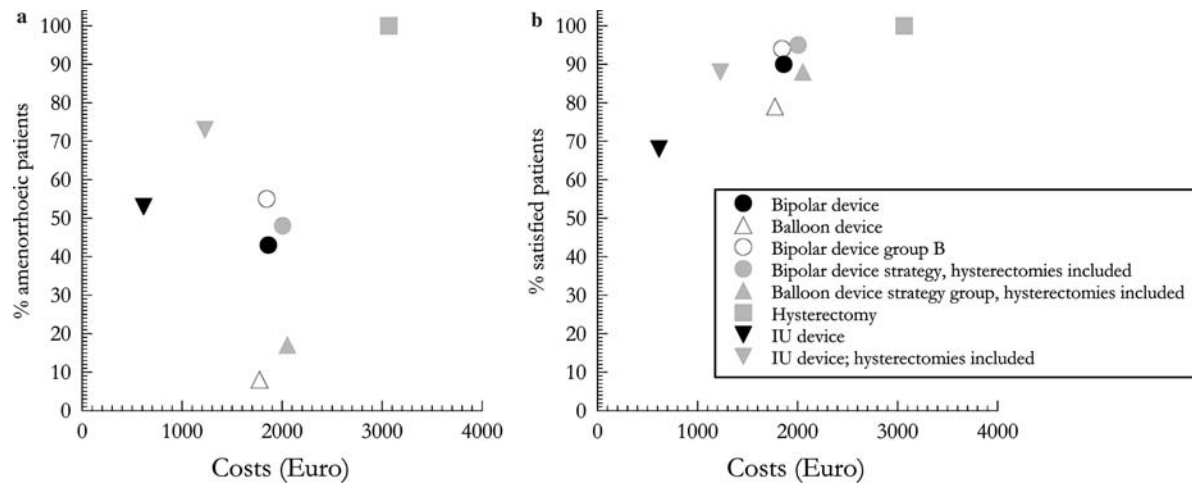 a
% amenorrhoeic patients
100
90
80
70
60
50
40
30
20
10
0
0 1000 2000 3000 4000
Costs (Euro)
b
% satisfied patients
100
90
80
70
60
50
40
30
20
10
0
0 1000 2000 3000 4000
Costs (Euro)
Bipolar device
Balloon device
Bipolar device group B
Bipolar device strategy, hysterectomies included
Balloon device strategy group, hysterectomies included
Hysterectomy
IU device
IU device; hysterectomies included